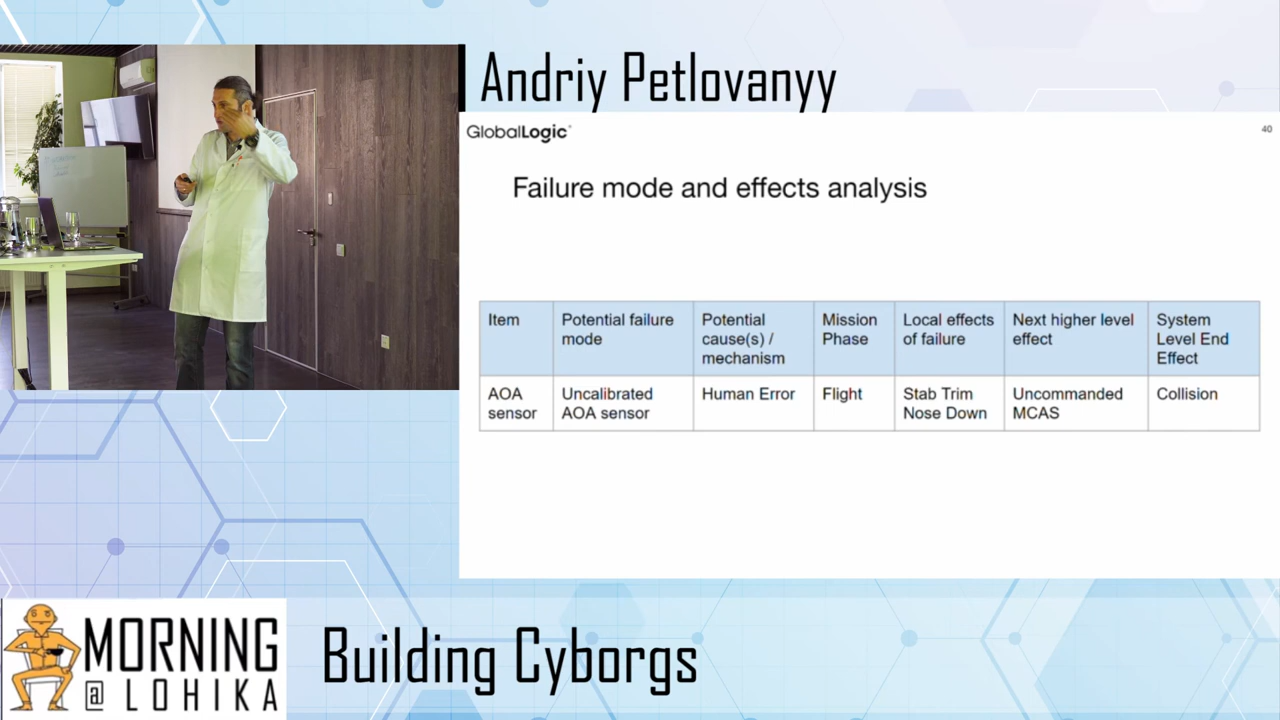 Andriy Petlovanyy
GlobalLogic
40
Failure mode and effects analysis
Item
Potential failure
mode
Potential
cause(s) /
mechanism
Mission
Phase
Local effects
of failure
Next higher level
effect
System
Level End
Effect
AOA
sensor
Uncalibrated
AOA sensor
Human Error
Flight
Stab Trim
Nose Down
Uncommanded
MCAS
Collision
MORNING
@ LOHIKA
Building Cyborgs